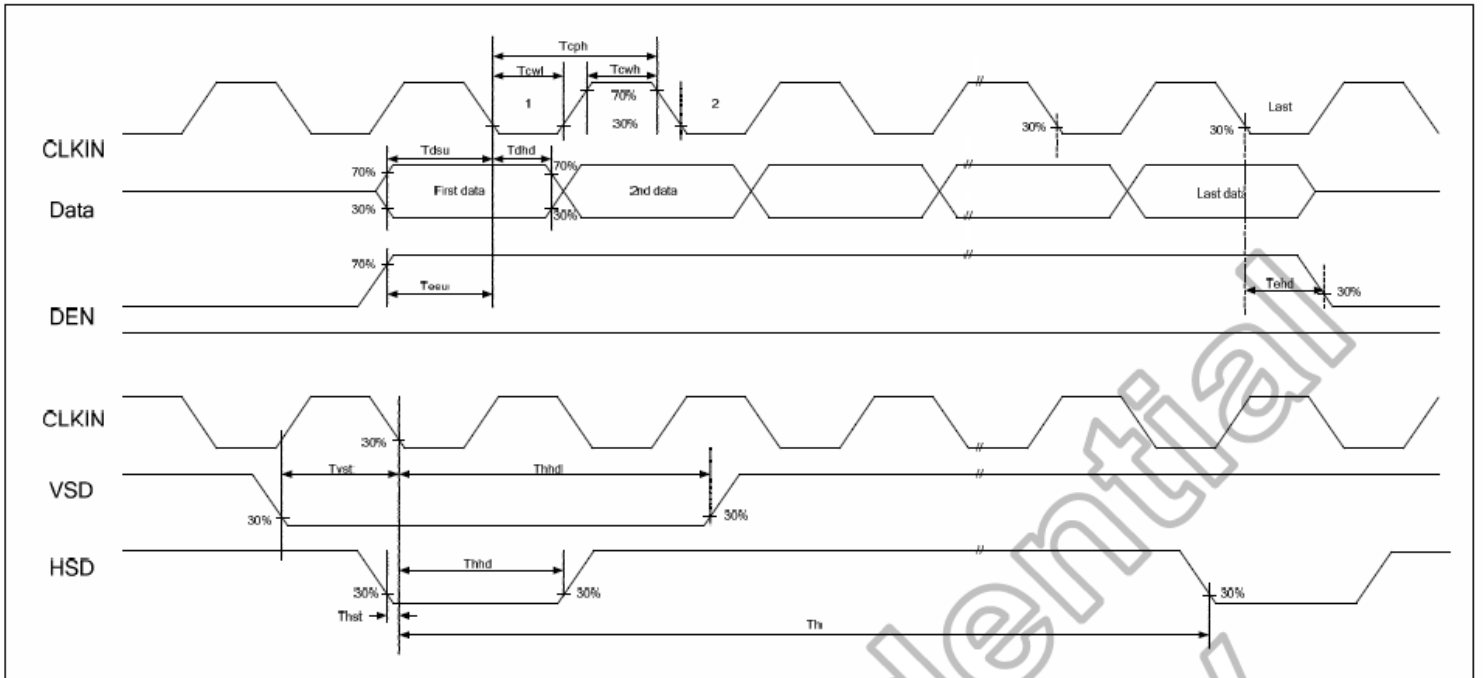 Tcph
Tcwl
Tcwh
1
70%
2
Last
30%
30%
30%
CLKIN
Tdsu
Tdhd
70%
70%
First data
2nd data
Last data
Data
30%
30%
70%
Tesu
Tehd
30%
DEN
CLKIN
30%
Tvst
Thhd
VSD
30%
30%
HSD
Thhd
30%
30%
30%
Thst
Th